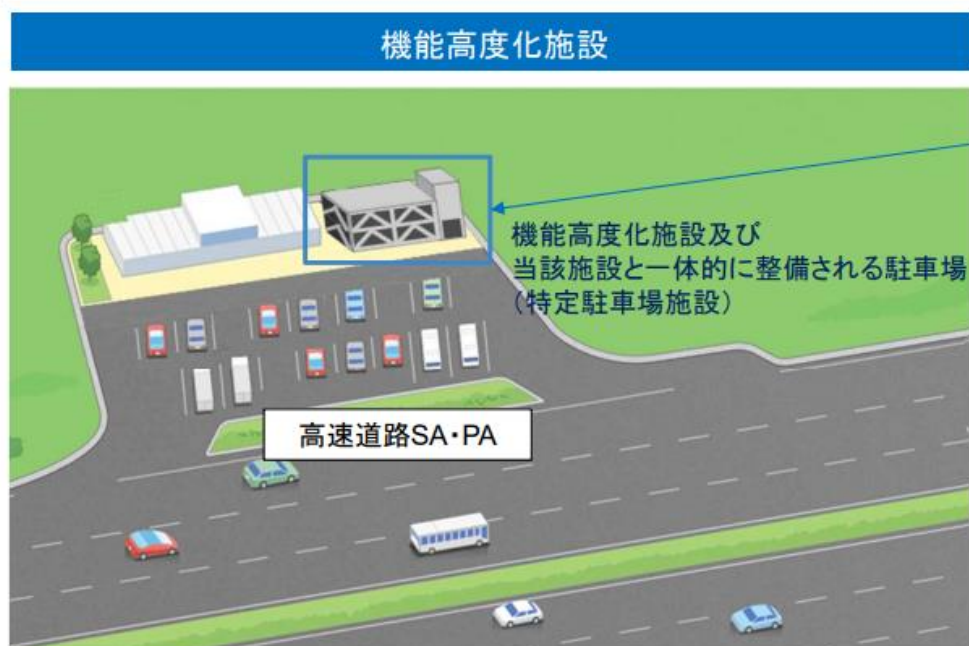 機能高度化施設
機能高度化施設及び
当該施設と一体的に整備される駐車場
(特定駐車場施設)
高速道路SA・PA